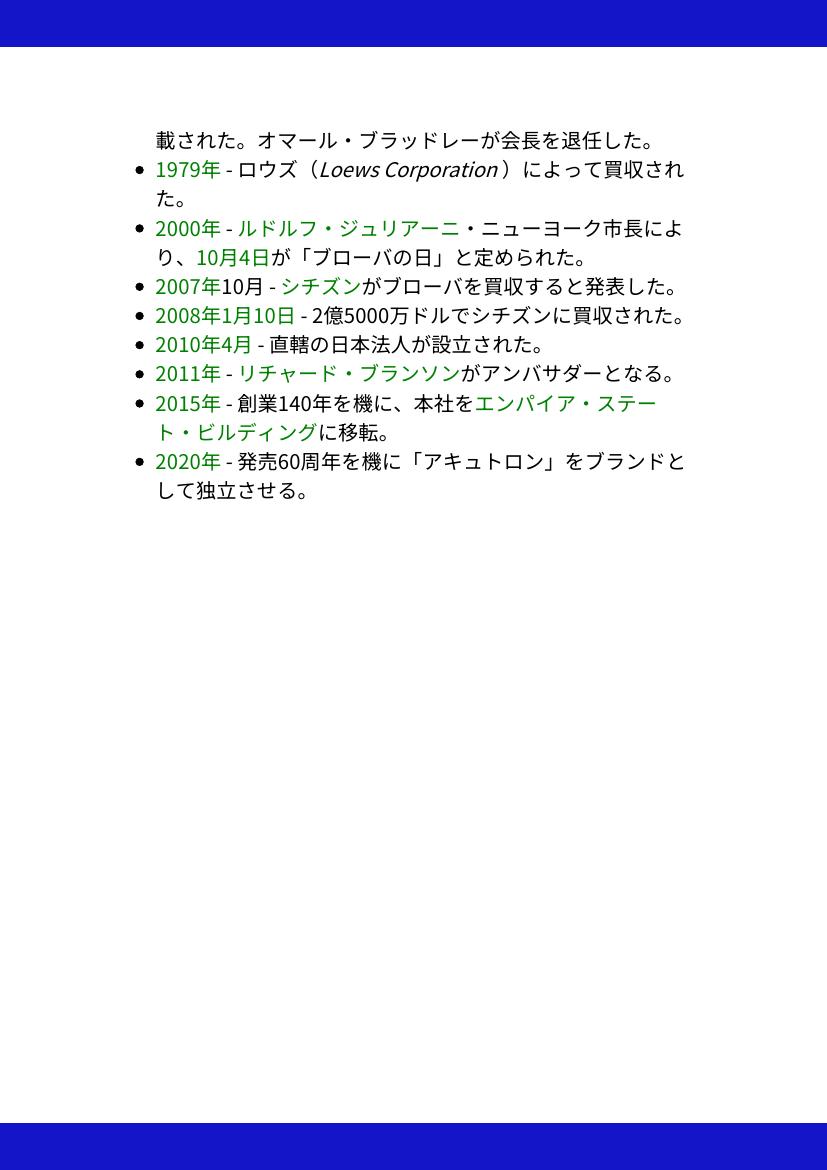 載された。オマール・ブラッドレーが会長を退任した。
• 1979年 - ロウズ（Loews Corporation ）によって買収され
た。
• 2000年 - ルドルフ・ジュリアーニ・ニューヨーク市長によ
り、10月4日が「ブローバの日」と定められた。
• 2007年10月 - シチズンがブローバを買収すると発表した。
• 2008年1月10日 - 2億5000万ドルでシチズンに買収された。
• 2010年4月 - 直轄の日本法人が設立された。
• 2011年 - リチャード・ブランソンがアンバサダーとなる。
• 2015年 - 創業140年を機に、本社をエンパイア・ステー
ト・ビルディングに移転。
• 2020年 - 発売60周年を機に「アキュトロン」をブランドと
して独立させる。